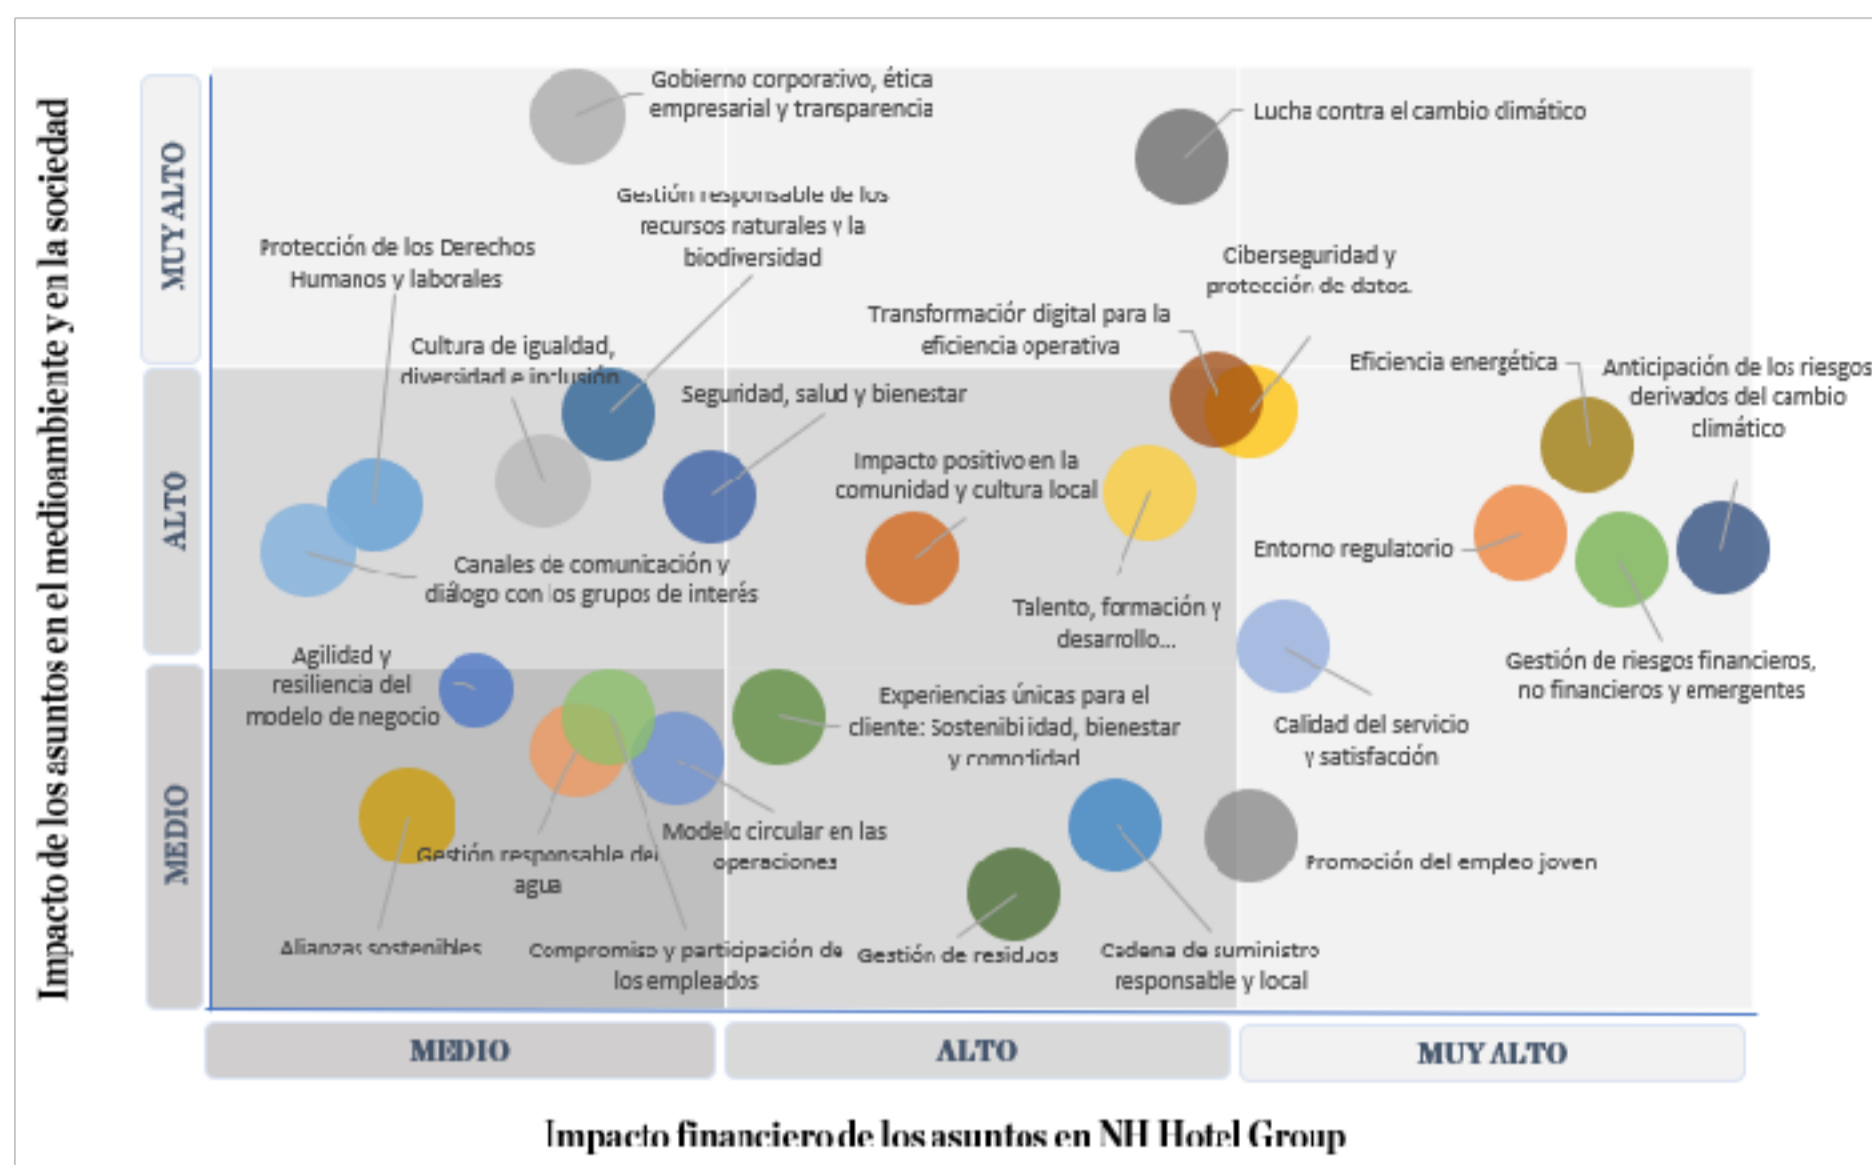 Impacto de los asuntos en el medioambiente y en la sociedad
MUY ALTO
ALTO
MEDIO
Gobierno corporativo, ética
empresarial y transparencia
Lucha contra el cambio climático
Gestión responsable de los
recursos naturales y la
biodiversidad
Protección de los Derechos
Humanos y laborales
Ciberseguridad y
protección de datos.
Transformación digital para la
eficiencia operativa
Cultura de igualdad,
diversidad e inclusión
Eficiencia energética
Anticipación de los riesgos
derivados del cambio
climático
Seguridad, salud y bienestar
Impacto positivo en la
comunidad y cultura local
Entorno regulatorio
Canales de comunicación y
diálogo con los grupos de interés
Talento, formación y
desarrollo...
Agilidad y
resiliencia del
modelo de negocio
Gestión de riesgos financieros,
no financieros y emergentes
Experiencias únicas para el
cliente: Sostenibilidad, bienestar
y comodidad
Calidad del servicio
y satisfacción
Modelo circular en las
operaciones
Gestión responsable del
agua
Promoción del empleo joven
Alianzas sostenibles
Compromiso y participación de
los empleados
Gestión de residuos
Cadena de suministro
responsable y local
MEDIO
ALTO
MUY ALTO
Impacto financiero de los asuntos en NH Hotel Group